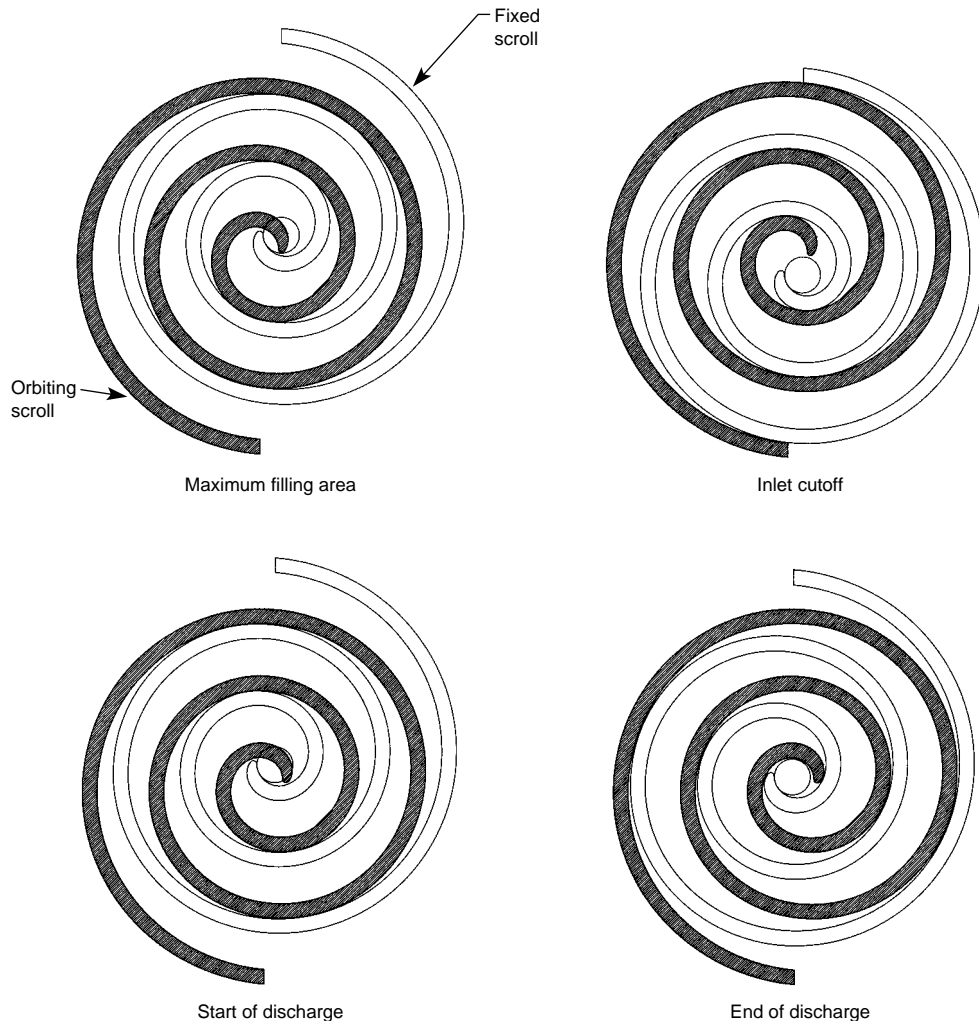 Fixed
scroll
Orbiting
scroll
Maximum filling area
Inlet cutoff
Start of discharge
End of discharge